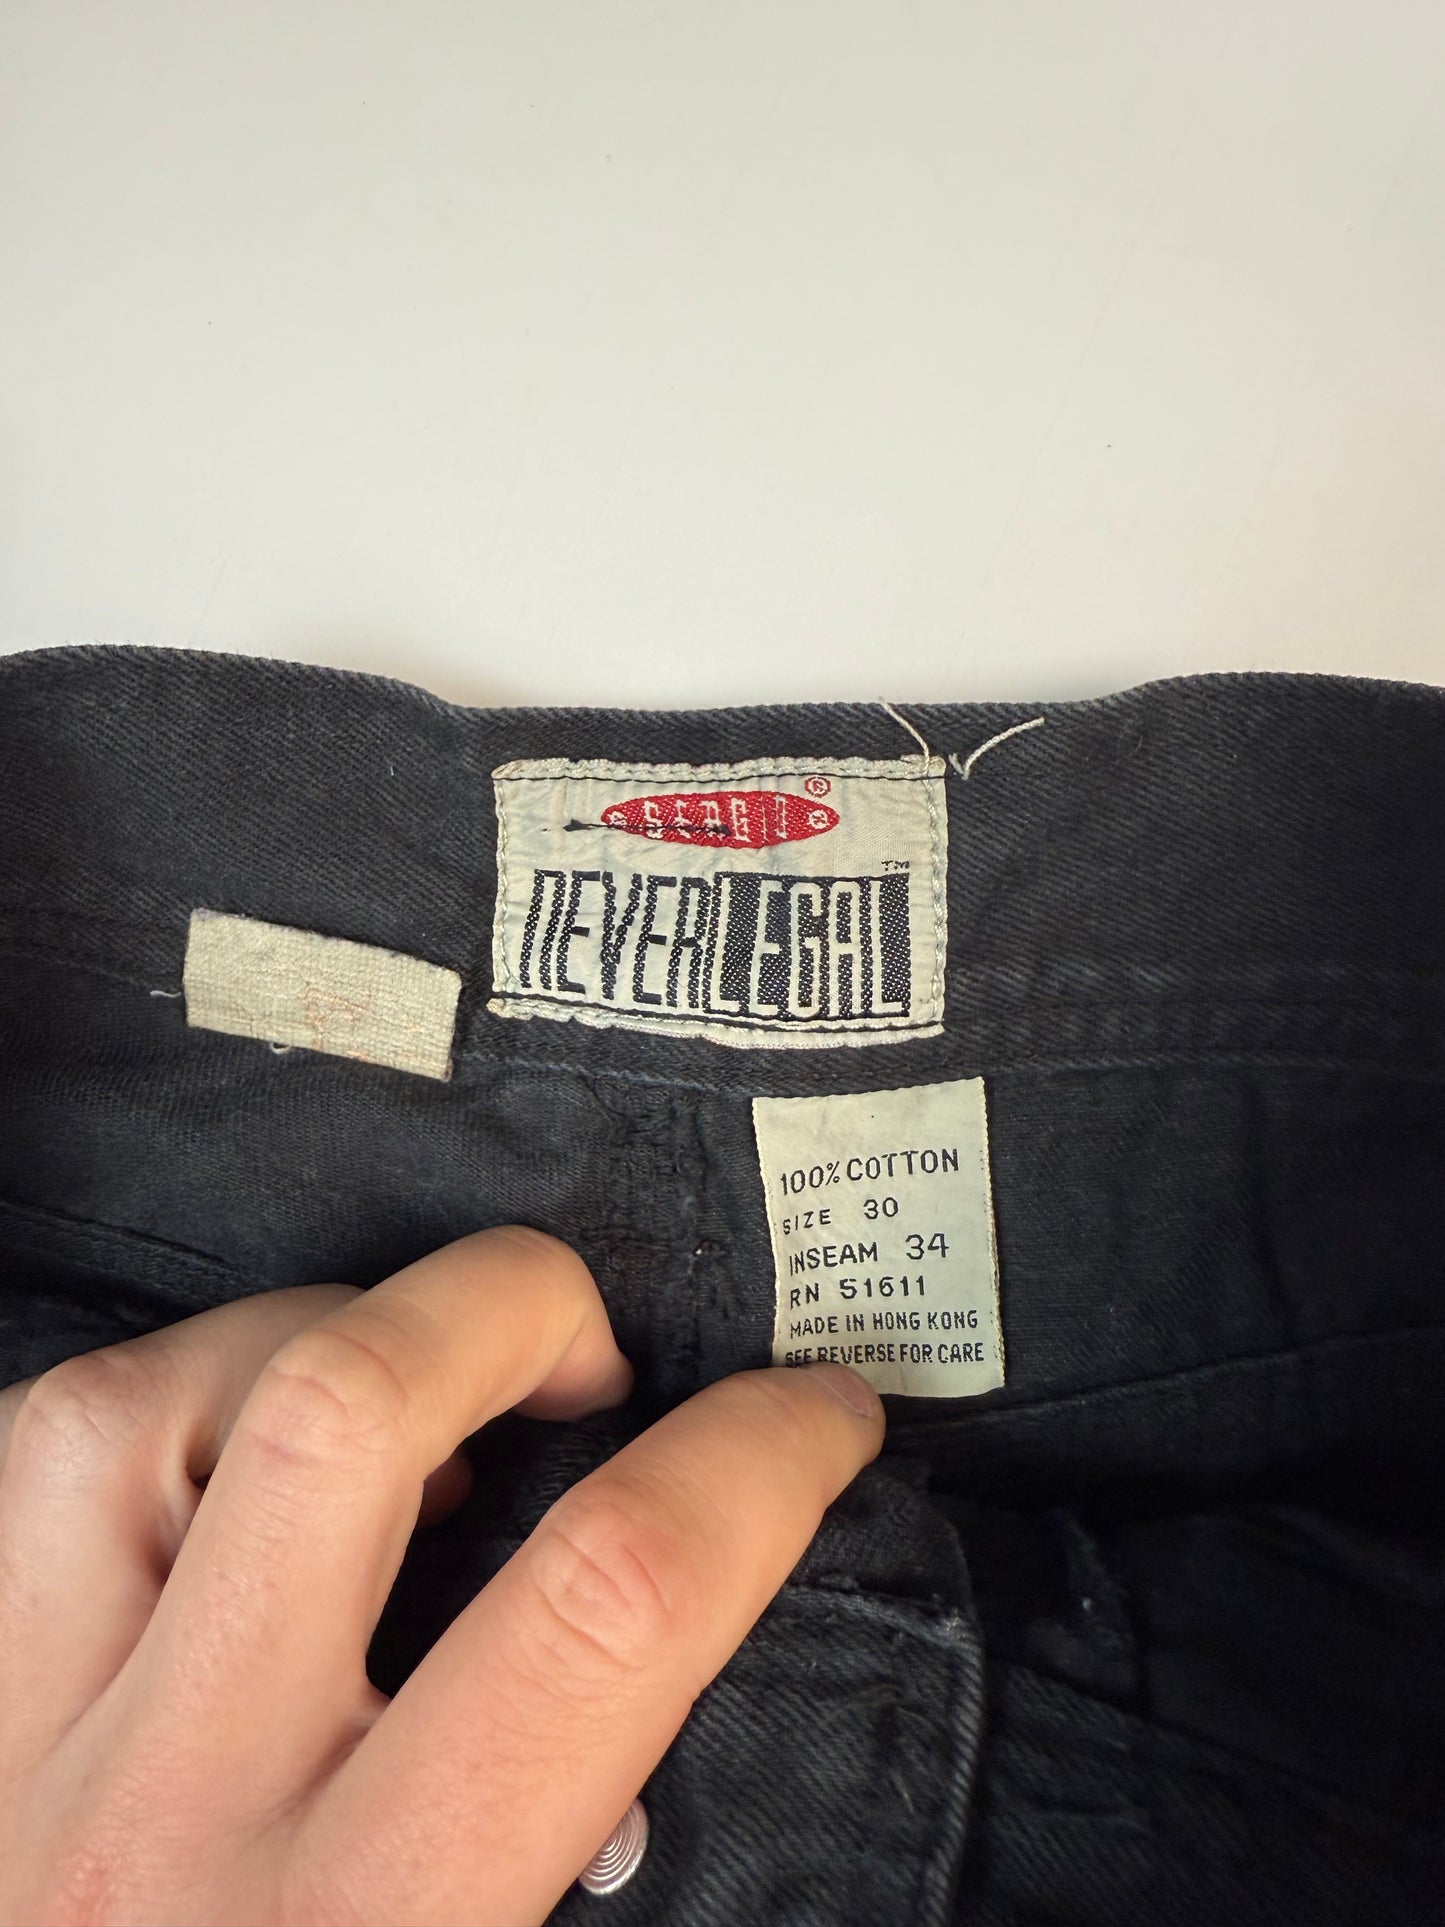 ®
™
NEVERLEGAL
100% COTTON
SIZE 30
INSEAM 34
RN 51611
MADE IN HONG KONG
SEE REVERSE FOR CARE